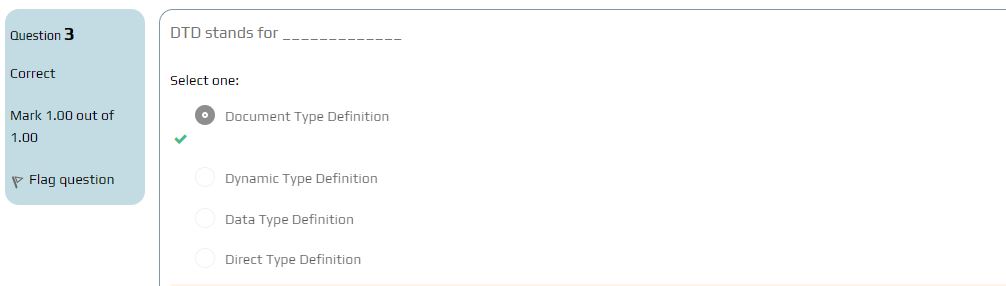 Question 3
Correct
Mark 1.00 out of
1.00
Flag question
DTD stands for _____________
Select one:
Document Type Definition
Dynamic Type Definition
Data Type Definition
Direct Type Definition